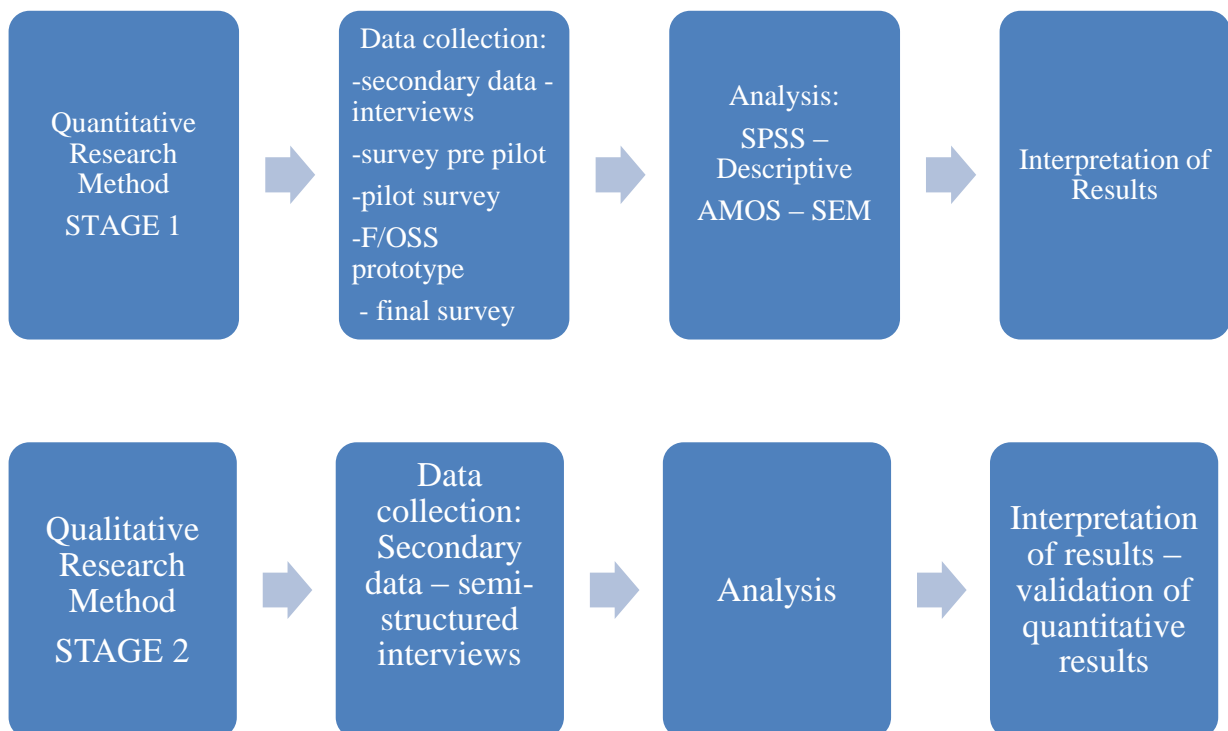 Quantitative
Research
Method
STAGE 1
Data collection:
-secondary data -
interviews
-survey pre pilot
-pilot survey
-F/OSS
prototype
- final survey
Analysis:
SPSS –
Descriptive
AMOS – SEM
Interpretation of
Results
Qualitative
Research
Method
STAGE 2
Data
collection:
Secondary
data – semi-
structured
interviews
Analysis
Interpretation
of results –
validation of
quantitative
results